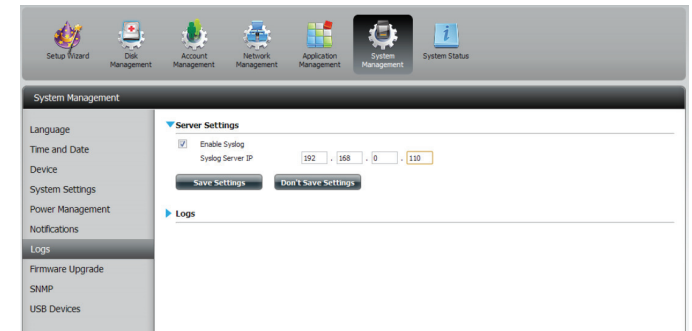 Setup Wizard
Disk Management
Account Management
Network Management
Application Management
System Management
System Status
System Management
Language
Time and Date
Device
System Settings
Power Management
Notifications
Logs
Firmware Upgrade
SNMP
USB Devices
Server Settings
Enable Syslog
Syslog Server IP 192 . 168 . 0 . 110
Save Settings Don't Save Settings
Logs